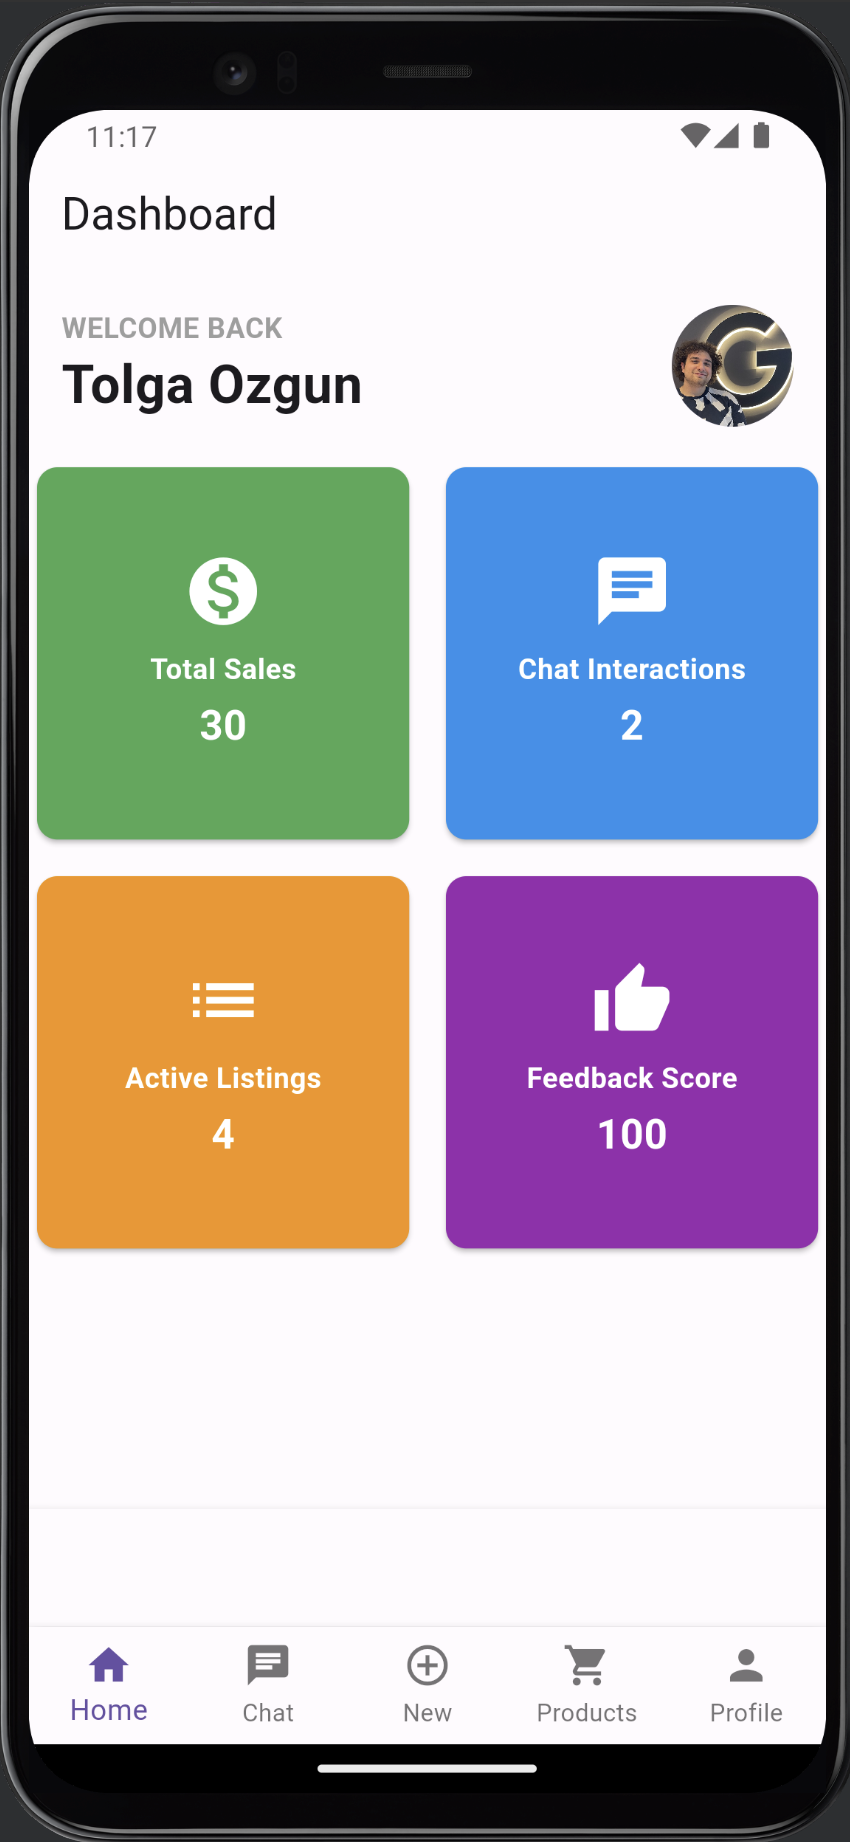 11:17
Dashboard
WELCOME BACK
Tolga Ozgun
G
Total Sales
30
Chat Interactions
2
Active Listings
4
Feedback Score
100
Home
Chat
New
Products
Profile